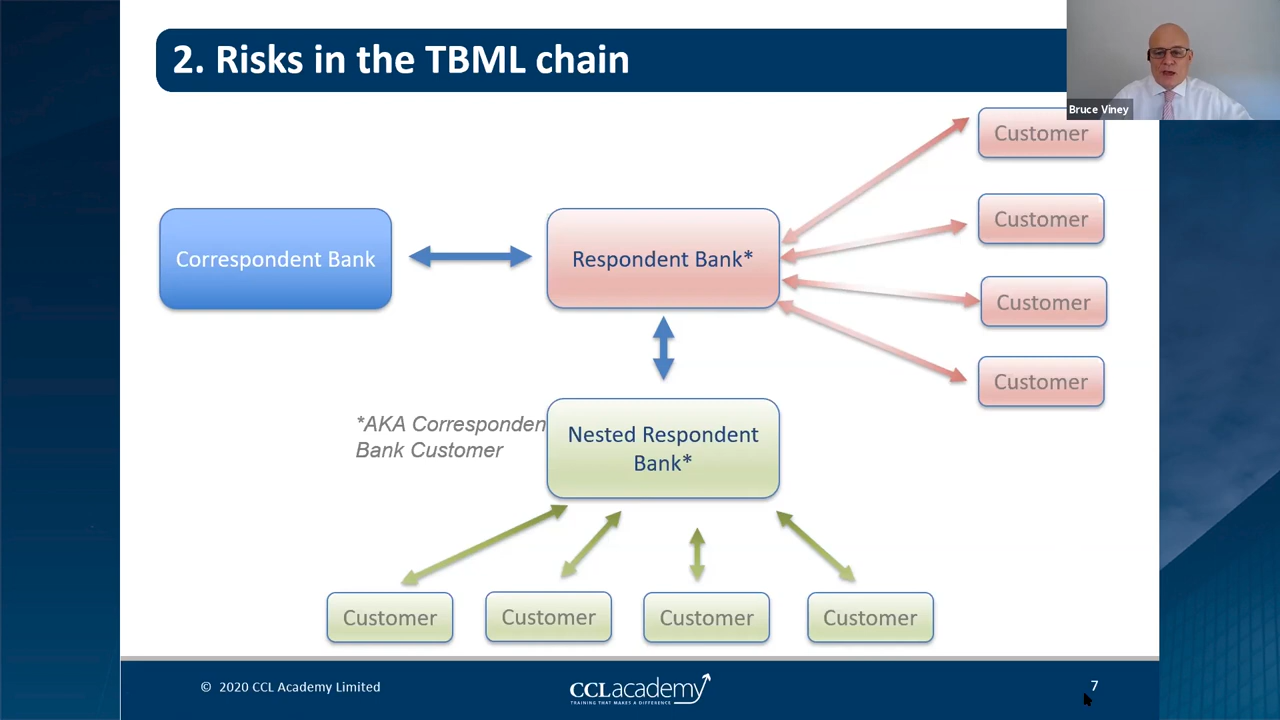 2. Risks in the TBML chain
Bruce Viney
Customer
Customer
Correspondent Bank
Respondent Bank*
Customer
Customer
*AKA Corresponden
Bank Customer
Nested Respondent
Bank*
Customer
Customer
Customer
Customer
© 2020 CCL Academy Limited
CCLacademy
TRAINING THAT MAKES A DIFFERENCE
7